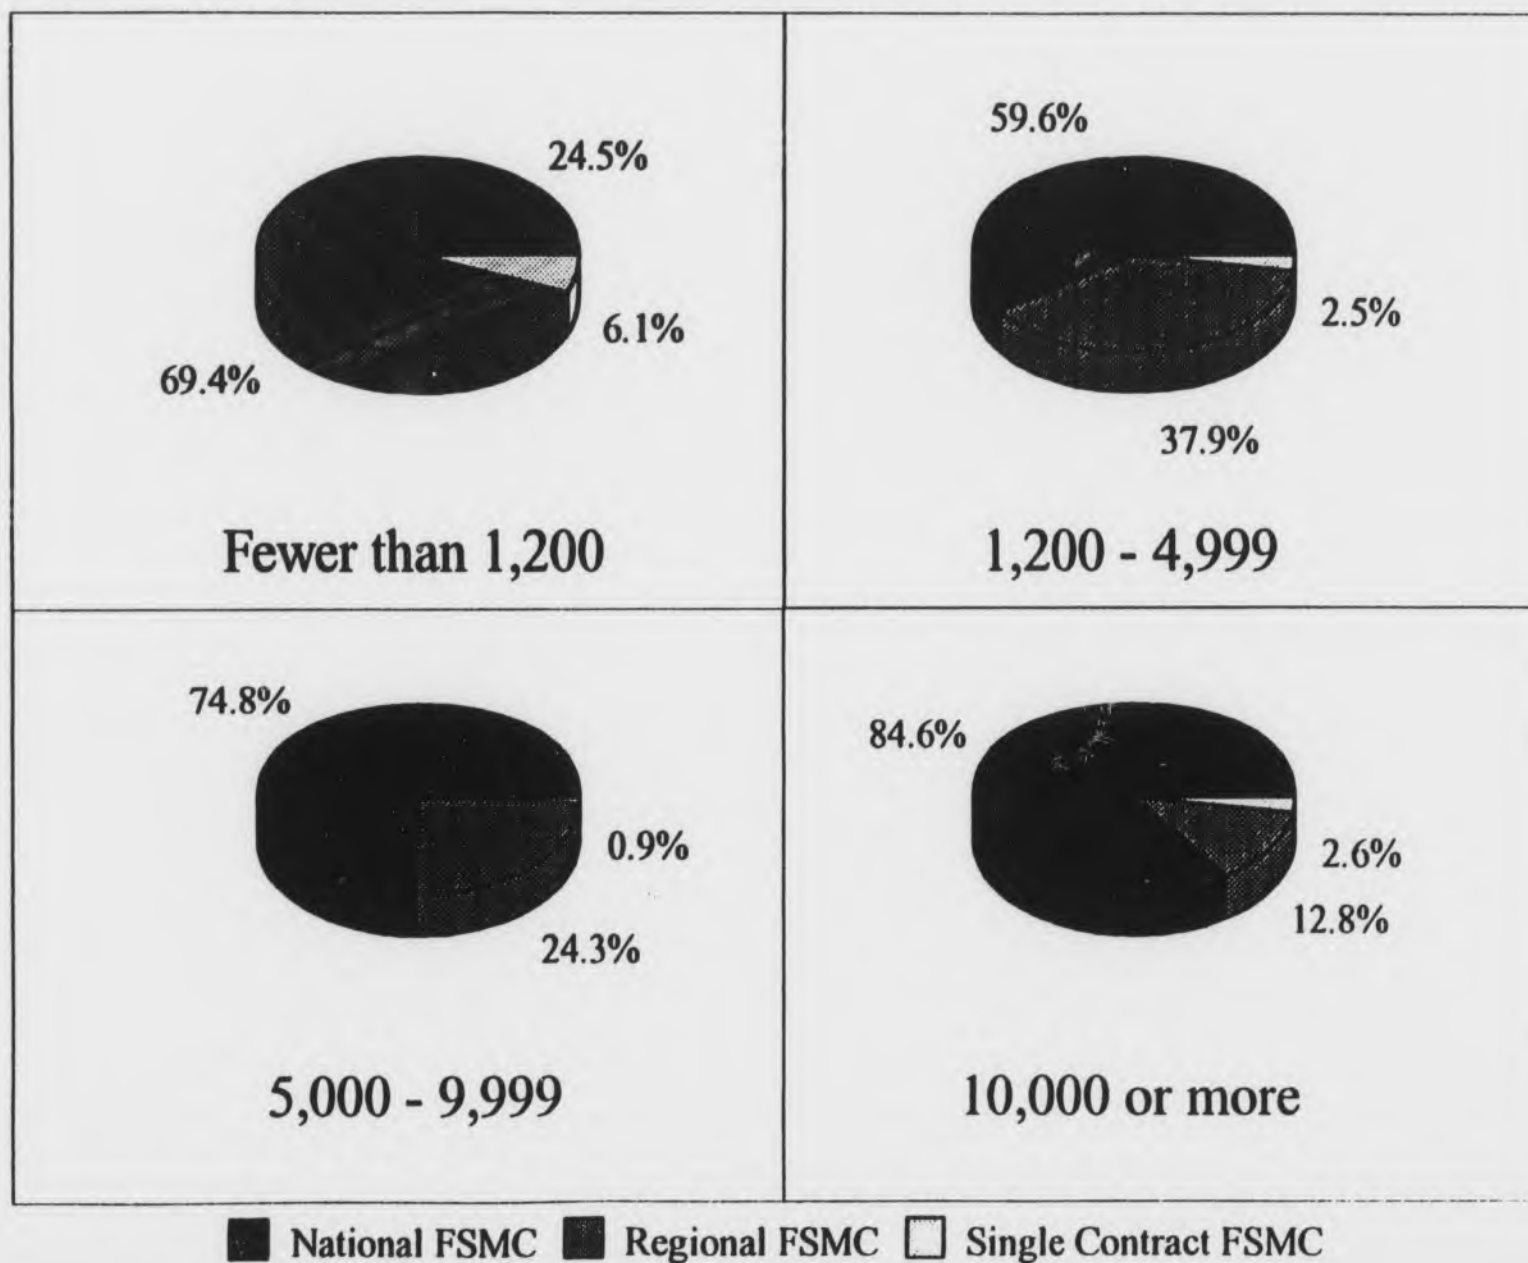 24.5%
6.1%
69.4%
Fewer than 1,200
59.6%
2.5%
37.9%
1,200 - 4,999
74.8%
0.9%
24.3%
5,000 - 9,999
84.6%
2.6%
12.8%
10,000 or more
National FSMC Regional FSMC Single Contract FSMC